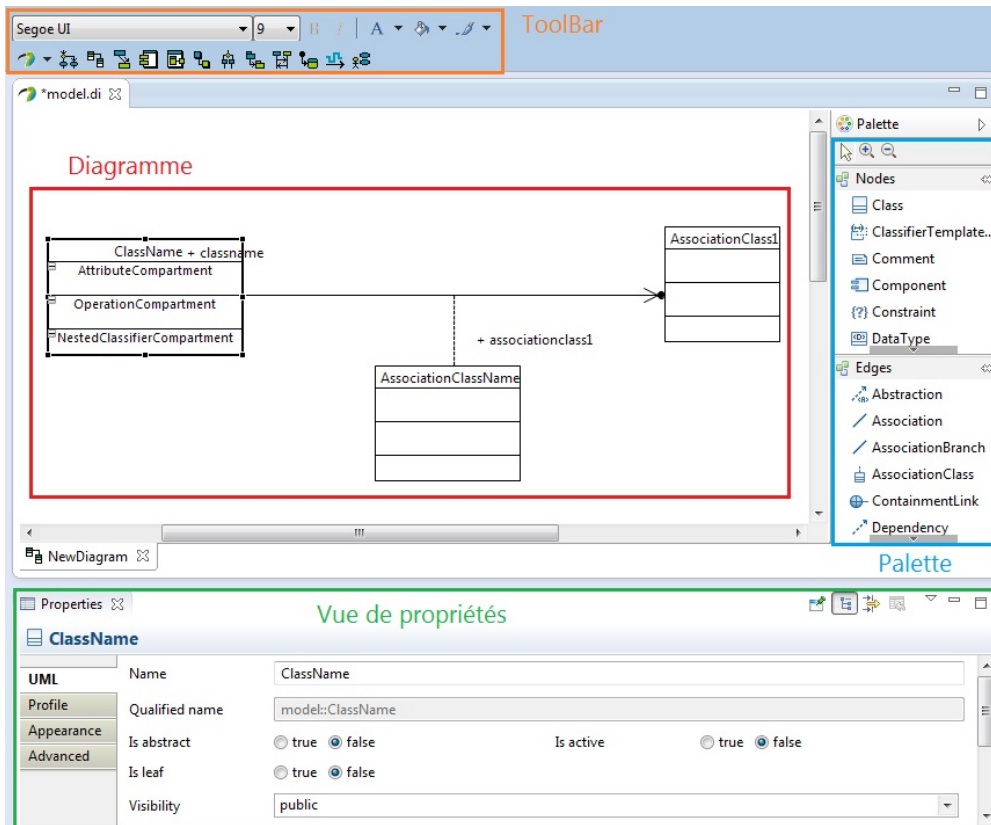 Segoe UI
9
B I A
ToolBar
*model.di
Palette
Diagramme
Nodes
Class
ClassifierTemplate..
Comment
Component
{?} Constraint
DataType
Edges
Abstraction
Association
AssociationBranch
AssociationClass
ContainmentLink
Dependency
ClassName + classname
AttributeCompartment
OperationCompartment
NestedClassifierCompartment
AssociationClass1
+ associationclass1
AssociationClassName
NewDiagram
Palette
Properties
Vue de propriétés
ClassName
UML
Profile
Appearance
Advanced
Name ClassName
Qualified name model::ClassName
Is abstract true false Is active true false
Is leaf true false
Visibility public